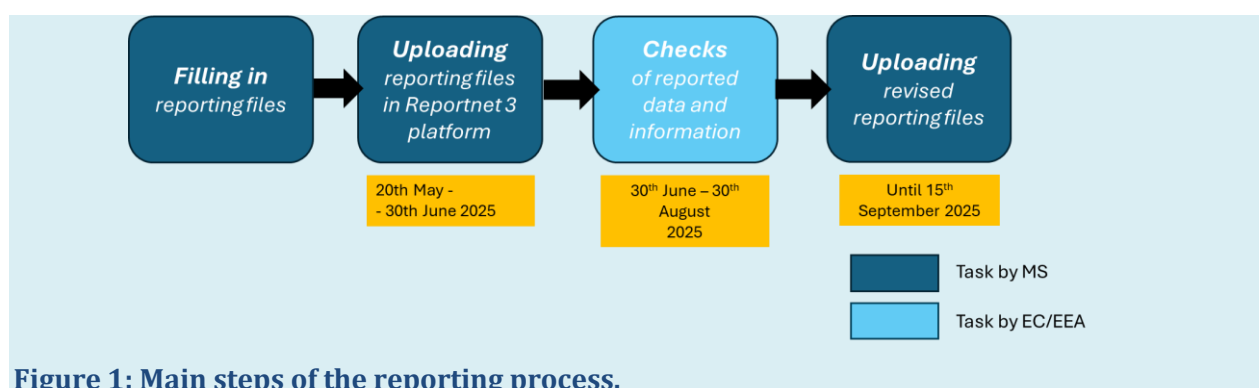 Filling in
reporting files
Uploading
reporting files
in Reportnet 3
platform
Checks
of reported
data and
information
Uploading
revised
reporting files
20th May -
- 30th June 2025
30th June – 30th
August
2025
Until 15th
September 2025
Task by MS
Task by EC/EEA
Figure 1: Main steps of the reporting process.